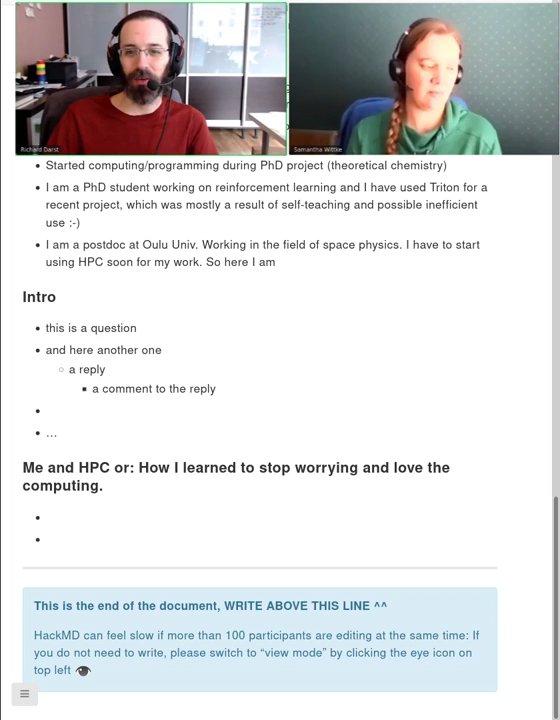 Richard Darst
Samantha Wittke
Started computing/programming during PhD project (theoretical chemistry)
I am a PhD student working on reinforcement learning and I have used Triton for a
recent project, which was mostly a result of self-teaching and possible inefficient
use :-)
I am a postdoc at Oulu Univ. Working in the field of space physics. I have to start
using HPC soon for my work. So here I am
Intro
this is a question
and here another one
a reply
a comment to the reply
...
Me and HPC or: How I learned to stop worrying and love the
computing.
This is the end of the document, WRITE ABOVE THIS LINE ^^
HackMD can feel slow if more than 100 participants are editing at the same time: If
you do not need to write, please switch to “view mode” by clicking the eye icon on
top left